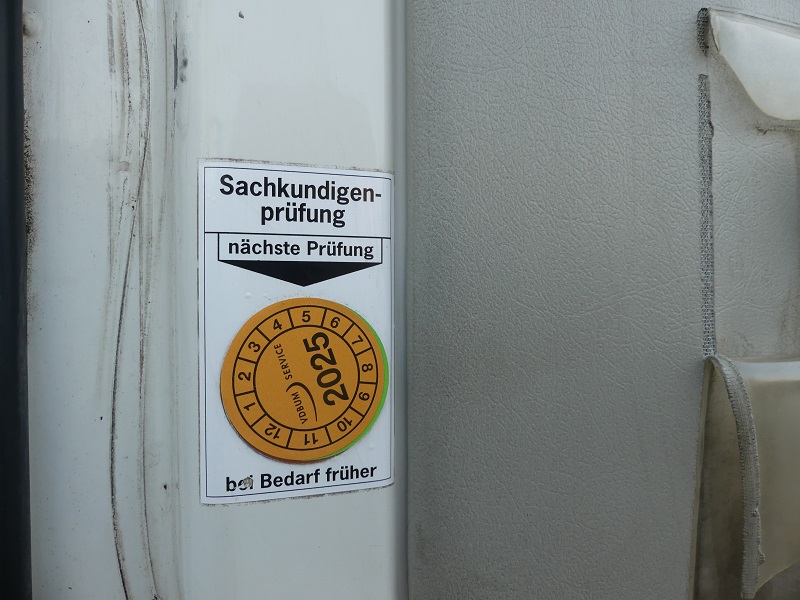 Sachkundigen-
prüfung
nächste Prüfung
1 2 3 4 5 6 7 8 9 10 11 12
2025
VDBUM SERVICE
bei Bedarf früher